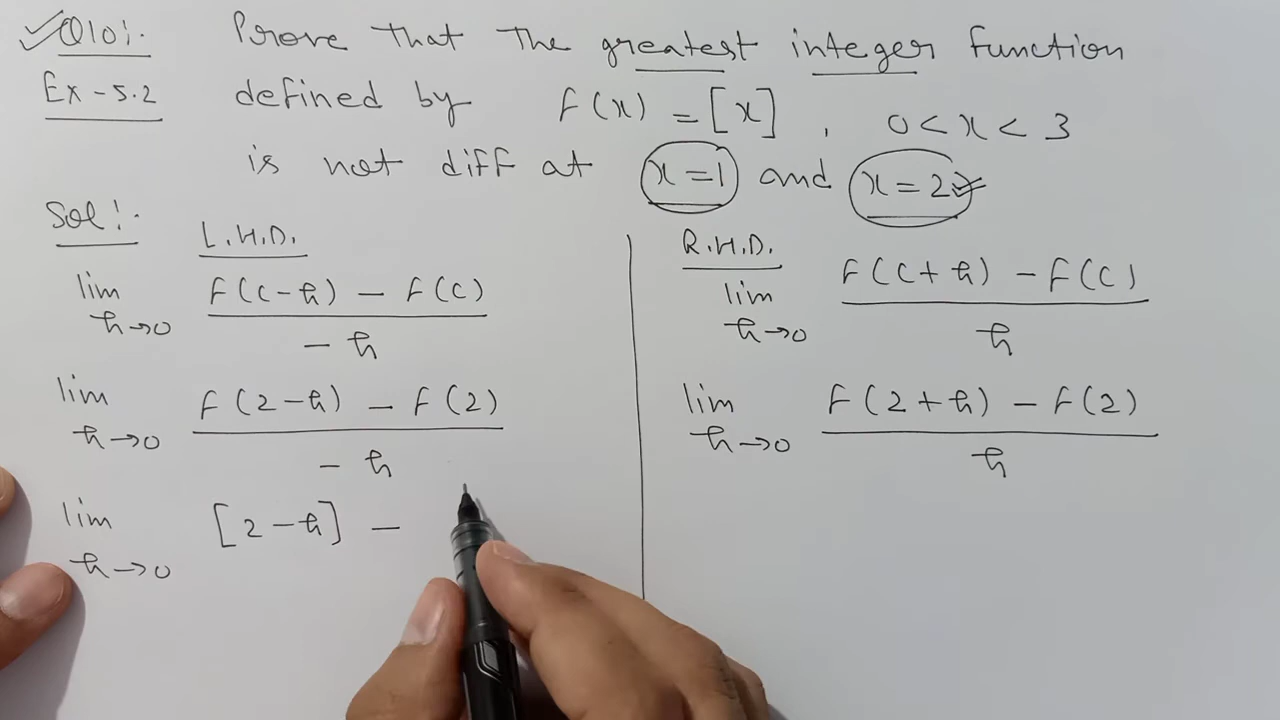 Q10:. Prove that the greatest integer function
Ex-5.2 defined by f(x) = [x], 0<x<3
is not diff at x=1 and x=2
Sol:.
L.H.D.
lim h→0 f(c-h) - f(c) / -h
lim h→0 f(2-h) - f(2) / -h
lim h→0 [2-h] -
R.H.D.
lim h→0 f(c+h) - f(c) / h
lim h→0 f(2+h) - f(2) / h